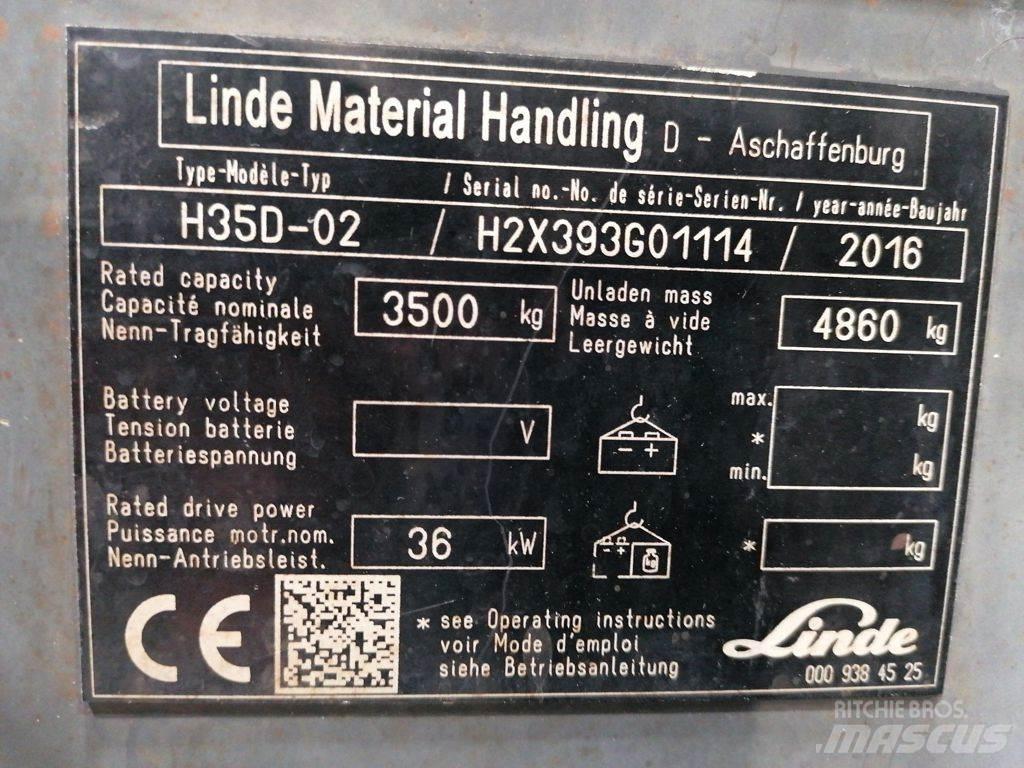 Linde Material Handling D - Aschaffenburg
Type-Modèle-Typ / Serial no.-No. de série-Serien-Nr. / year-année-Baujahr
H35D-02 / H2X393G01114 / 2016
Rated capacity
Capacité nominale
Nenn-Tragfähigkeit
3500 kg
Unladen mass
Masse à vide
Leergewicht
4860 kg
Battery voltage
Tension batterie
Batteriespannung
V
- +
max. kg
*
min. kg
Rated drive power
Puissance motr.nom.
Nenn-Antriebsleist.
36 kW
- + kg
* kg
CE
* see Operating instructions
voir Mode d'emploi
siehe Betriebsanleitung
Linde
000 938 45 25
RITCHIE BROS.
MASCUS